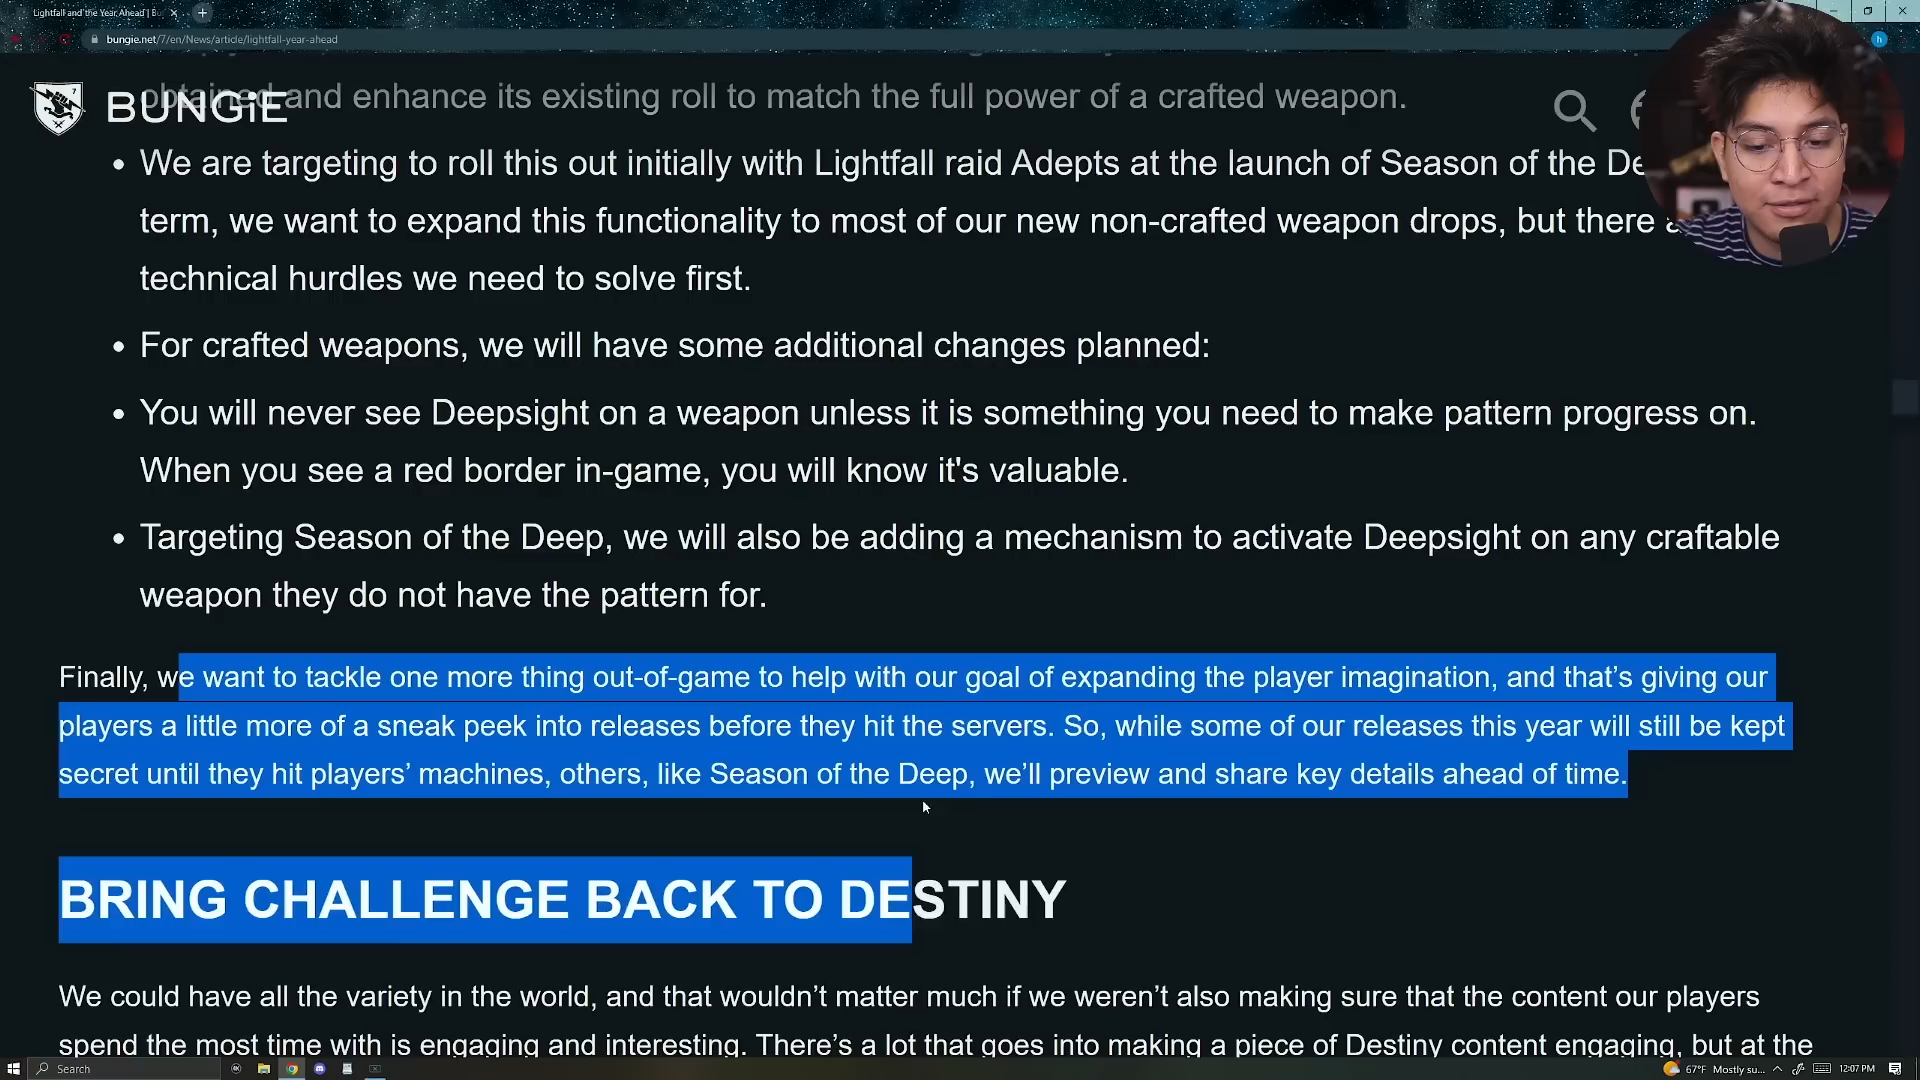 Lightfall and the Year Ahead | Bu
bungie.net/7/en/News/article/lightfall-year-ahead
h
BUNGiE
obtained and enhance its existing roll to match the full power of a crafted weapon.
We are targeting to roll this out initially with Lightfall raid Adepts at the launch of Season of the De
term, we want to expand this functionality to most of our new non-crafted weapon drops, but there a
technical hurdles we need to solve first.
For crafted weapons, we will have some additional changes planned:
You will never see Deepsight on a weapon unless it is something you need to make pattern progress on.
When you see a red border in-game, you will know it's valuable.
Targeting Season of the Deep, we will also be adding a mechanism to activate Deepsight on any craftable
weapon they do not have the pattern for.
Finally, we want to tackle one more thing out-of-game to help with our goal of expanding the player imagination, and that’s giving our
players a little more of a sneak peek into releases before they hit the servers. So, while some of our releases this year will still be kept
secret until they hit players’ machines, others, like Season of the Deep, we’ll preview and share key details ahead of time.
BRING CHALLENGE BACK TO DESTINY
We could have all the variety in the world, and that wouldn’t matter much if we weren’t also making sure that the content our players
spend the most time with is engaging and interesting. There’s a lot that goes into making a piece of Destiny content engaging, but at the
Search
67°F Mostly su...
12:07 PM